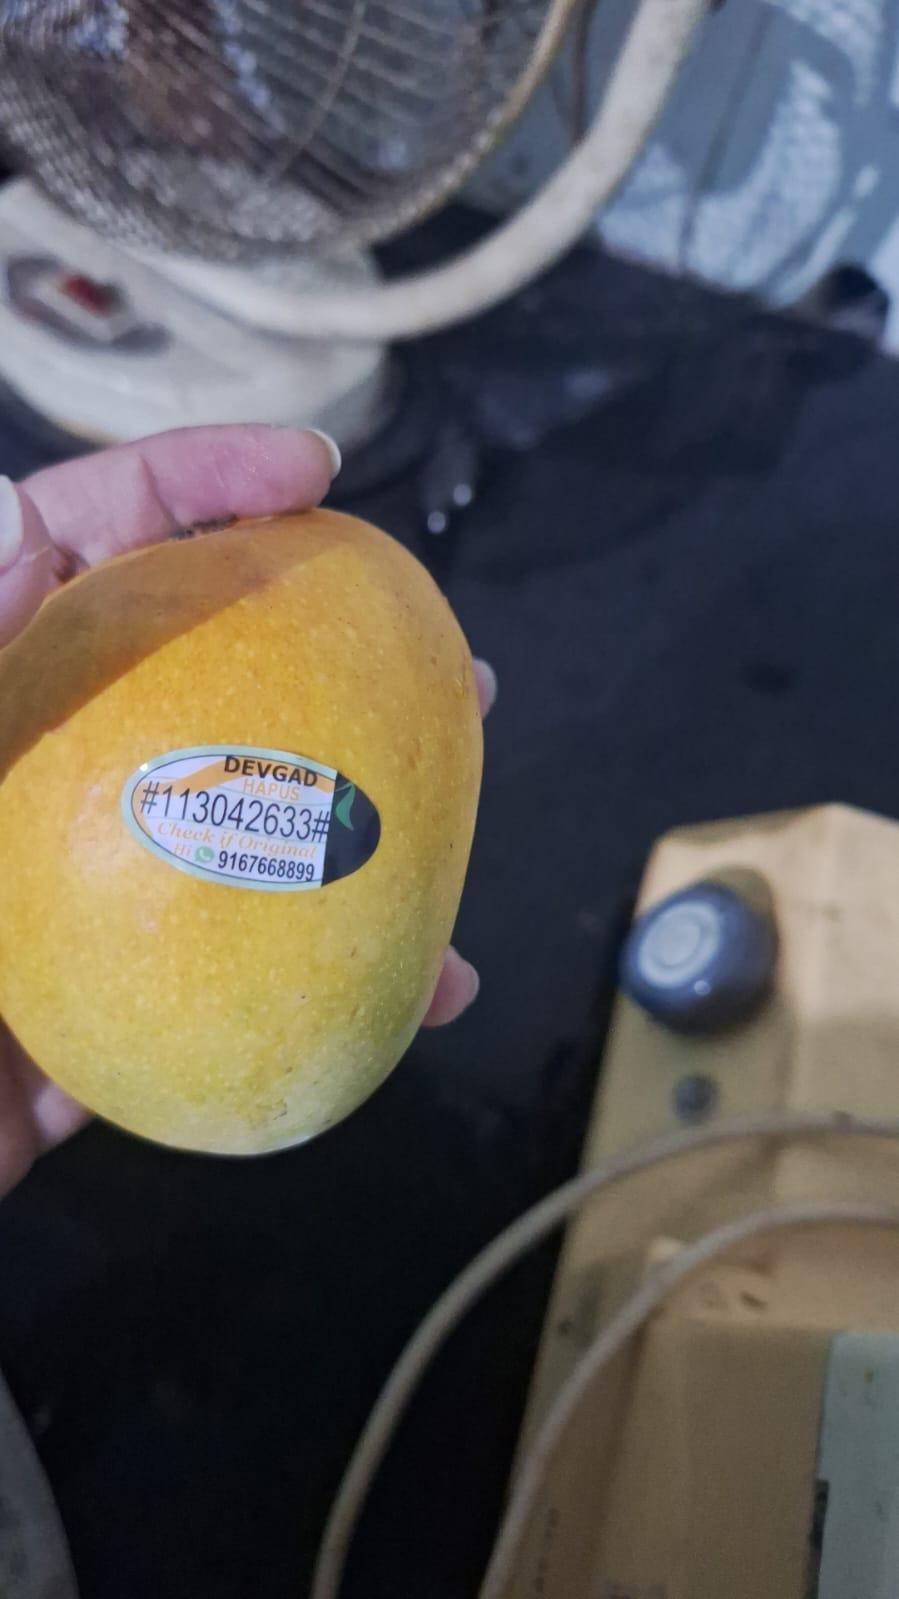 DEVGAD
HAPUS
#113042633#
Check if Original
Hi 9167668899